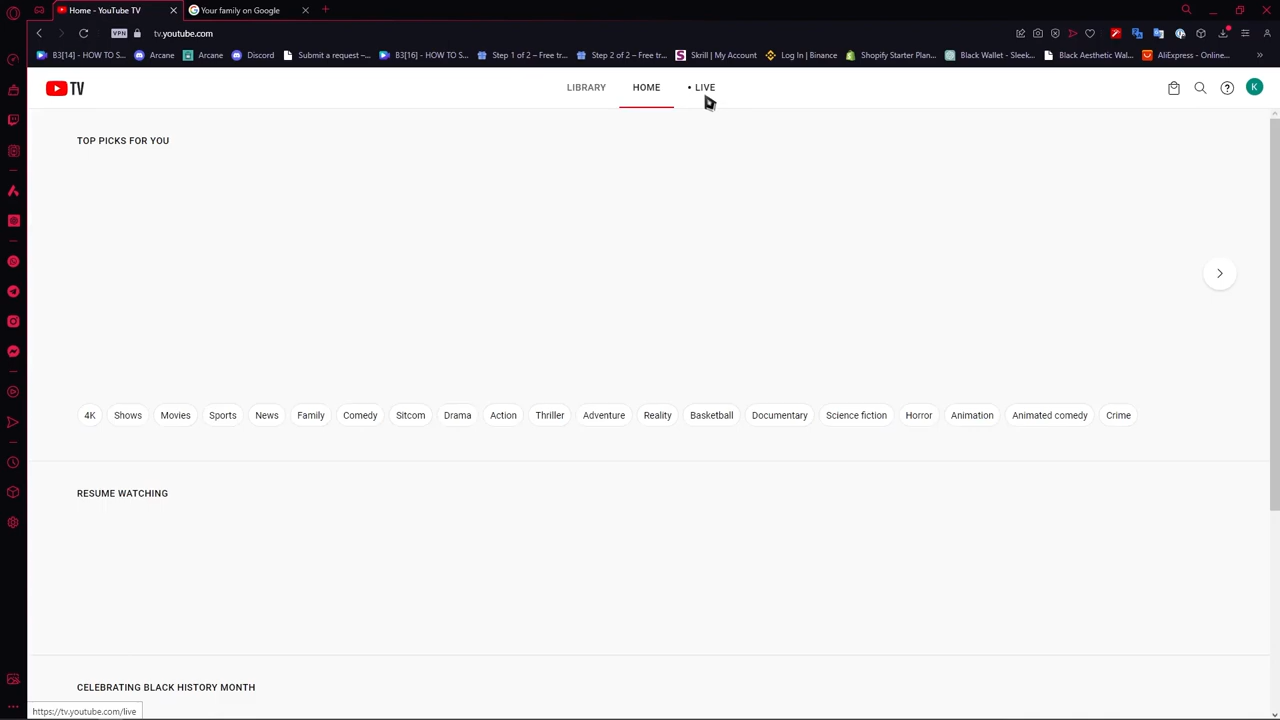 Home - YouTube TV
Your family on Google
VPN
tv.youtube.com
B3[14] - HOW TO S...
Arcane
Arcane
Discord
Submit a request –...
B3[16] - HOW TO S...
Step 1 of 2 – Free tr...
Step 2 of 2 – Free tr...
Skrill | My Account
Log In | Binance
Shopify Starter Plan...
Black Wallet - Sleek...
Black Aesthetic Wal...
AliExpress - Online...
TV
LIBRARY
HOME
• LIVE
K
TOP PICKS FOR YOU
4K
Shows
Movies
Sports
News
Family
Comedy
Sitcom
Drama
Action
Thriller
Adventure
Reality
Basketball
Documentary
Science fiction
Horror
Animation
Animated comedy
Crime
RESUME WATCHING
CELEBRATING BLACK HISTORY MONTH
https://tv.youtube.com/live